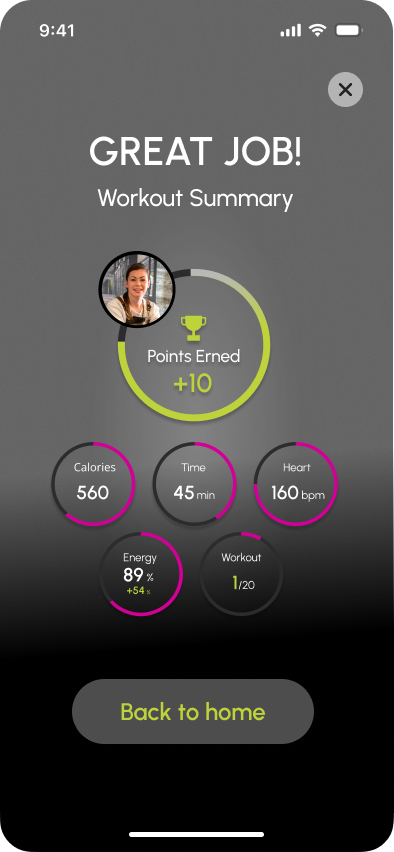 9:41
GREAT JOB!
Workout Summary
Points Erned
+10
Calories
560
Time
45 min
Heart
160 bpm
Energy
89 %
+54 %
Workout
1/20
Back to home